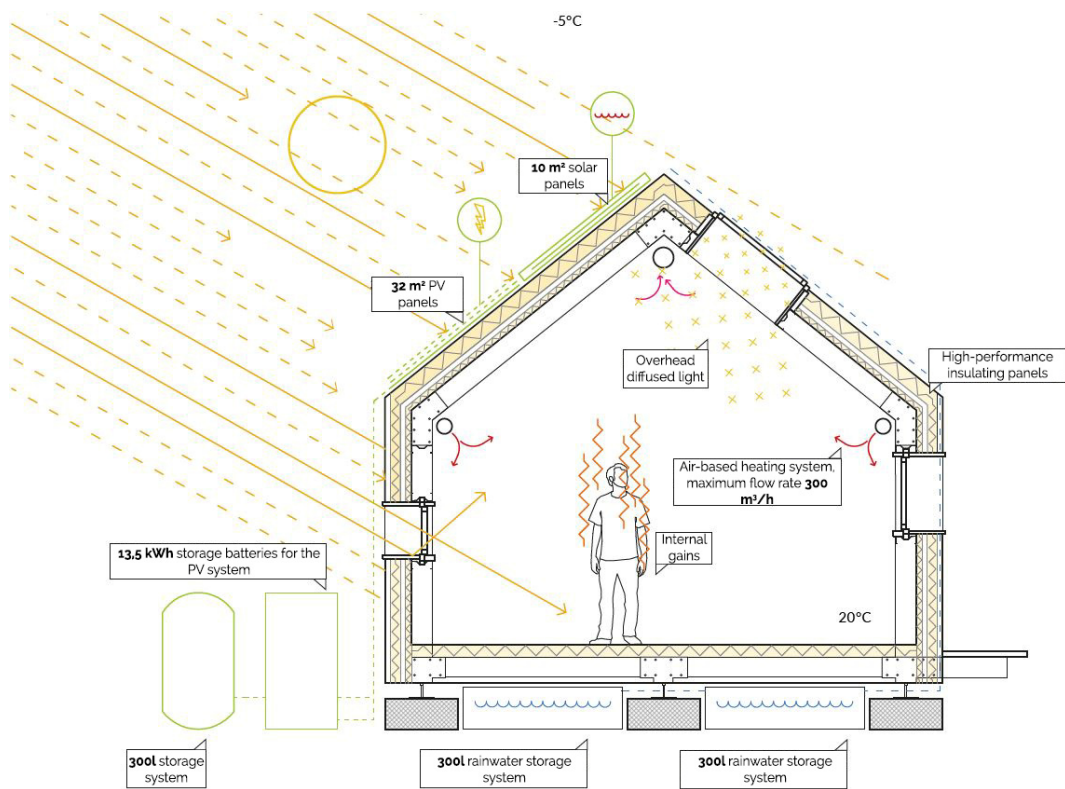 -5°C
10 m² solar
panels
32 m² PV
panels
Overhead
diffused light
High-performance
insulating panels
Air-based heating system,
maximum flow rate 300
m³/h
Internal
gains
13,5 kWh storage batteries for the
PV system
20°C
300l storage
system
300l rainwater storage
system
300l rainwater storage
system